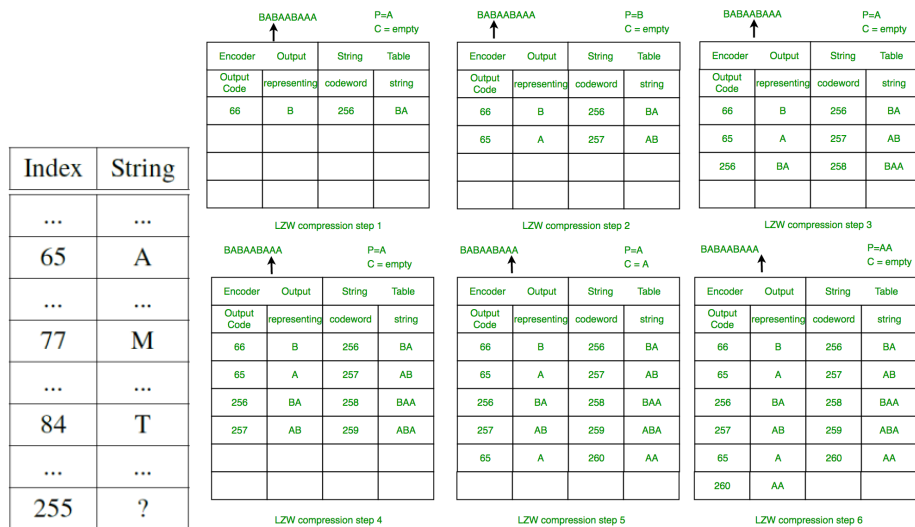 Index String
... ...
65 A
... ...
77 M
... ...
84 T
... ...
255 ?
BABAABAAA P=A
C = empty
Encoder Output String Table
Output Code representing codeword string
66 B 256 BA
LZW compression step 1
BABAABAAA P=B
C = empty
Encoder Output String Table
Output Code representing codeword string
66 B 256 BA
65 A 257 AB
LZW compression step 2
BABAABAAA P=A
C = empty
Encoder Output String Table
Output Code representing codeword string
66 B 256 BA
65 A 257 AB
256 BA 258 BAA
LZW compression step 3
BABAABAAA P=A
C = empty
Encoder Output String Table
Output Code representing codeword string
66 B 256 BA
65 A 257 AB
256 BA 258 BAA
257 AB 259 ABA
LZW compression step 4
BABAABAAA P=A
C = A
Encoder Output String Table
Output Code representing codeword string
66 B 256 BA
65 A 257 AB
256 BA 258 BAA
257 AB 259 ABA
65 A 260 AA
LZW compression step 5
BABAABAAA P=AA
C = empty
Encoder Output String Table
Output Code representing codeword string
66 B 256 BA
65 A 257 AB
256 BA 258 BAA
257 AB 259 ABA
65 A 260 AA
260 AA
LZW compression step 6